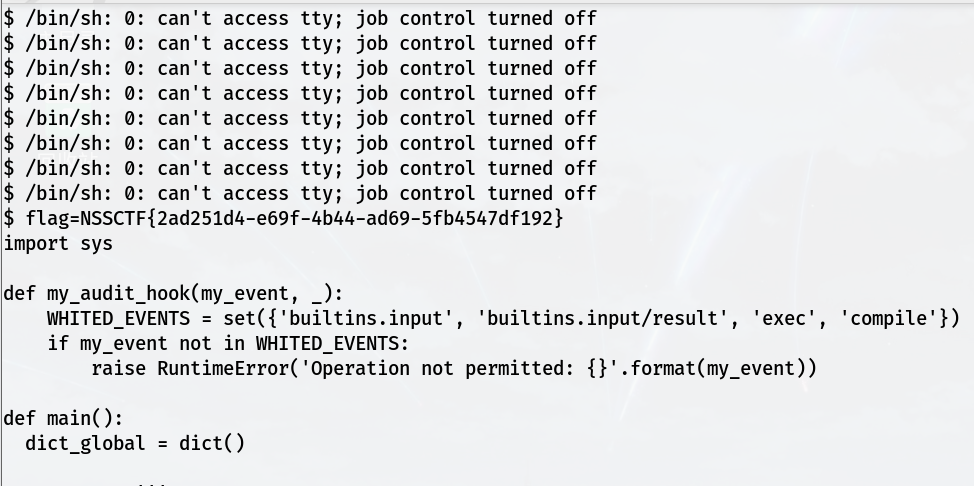 $ /bin/sh: 0: can't access tty; job control turned off
$ /bin/sh: 0: can't access tty; job control turned off
$ /bin/sh: 0: can't access tty; job control turned off
$ /bin/sh: 0: can't access tty; job control turned off
$ /bin/sh: 0: can't access tty; job control turned off
$ /bin/sh: 0: can't access tty; job control turned off
$ /bin/sh: 0: can't access tty; job control turned off
$ /bin/sh: 0: can't access tty; job control turned off
$ flag=NSSCTF{2ad251d4-e69f-4b44-ad69-5fb4547df192}
import sys

def my_audit_hook(my_event, _):
    WHITED_EVENTS = set({'builtins.input', 'builtins.input/result', 'exec', 'compile'})
    if my_event not in WHITED_EVENTS:
        raise RuntimeError('Operation not permitted: {}'.format(my_event))

def main():
  dict_global = dict()